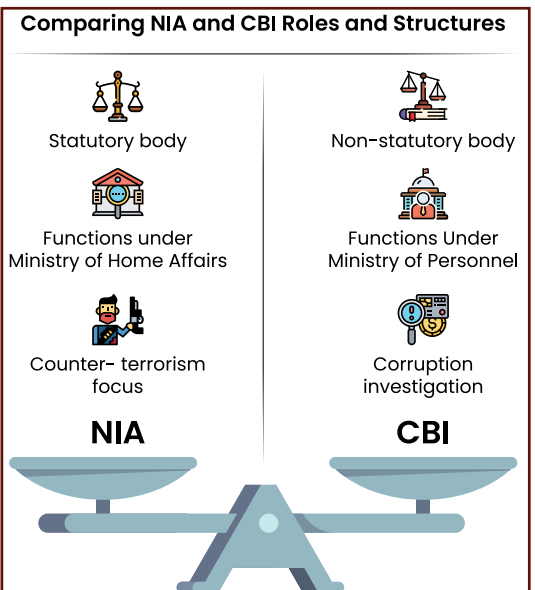 Comparing NIA and CBI Roles and Structures
Statutory body
Functions under
Ministry of Home Affairs
Counter- terrorism
focus
NIA
Non-statutory body
Functions Under
Ministry of Personnel
Corruption
investigation
CBI